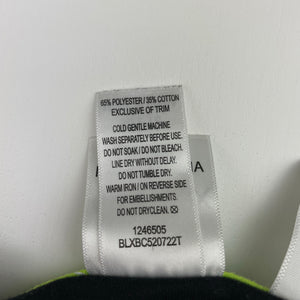 65% POLYESTER / 35% COTTON
EXCLUSIVE OF TRIM
COLD GENTLE MACHINE
WASH SEPARATELY BEFORE USE.
DO NOT SOAK / DO NOT BLEACH.
LINE DRY WITHOUT DELAY.
DO NOT TUMBLE DRY.
WARM IRON / ON REVERSE SIDE
FOR EMBELLISHMENTS.
DO NOT DRYCLEAN.
1246505
BLXBC520722T